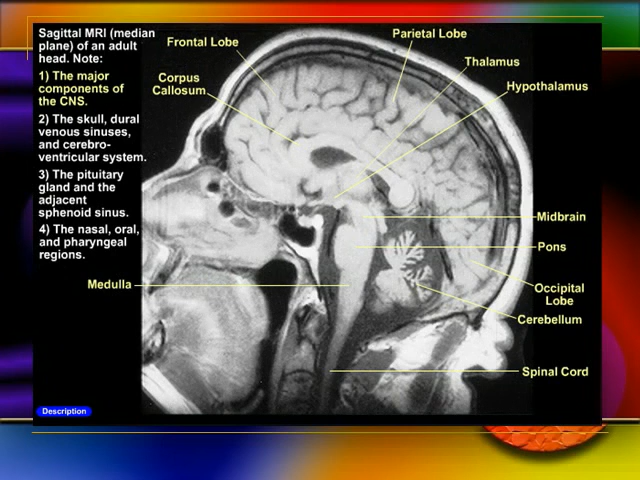 Sagittal MRI (median
plane) of an adult
head. Note:
1) The major
components of
the CNS.
2) The skull, dural
venous sinuses,
and cerebro-
ventricular system.
3) The pituitary
gland and the
adjacent
sphenoid sinus.
4) The nasal, oral,
and pharyngeal
regions.
Frontal Lobe
Parietal Lobe
Corpus
Callosum
Thalamus
Hypothalamus
Midbrain
Pons
Medulla
Occipital
Lobe
Cerebellum
Spinal Cord
Description